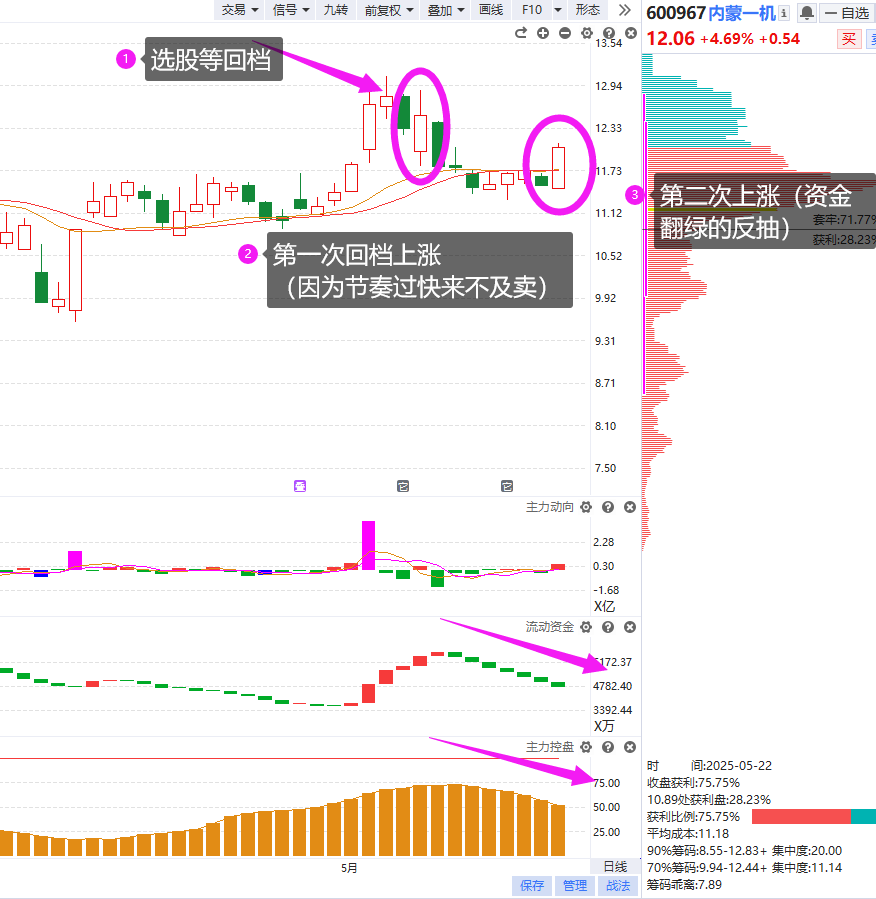 交易 信号 九转 前复权 叠加 画线 F10 形态
600967 内蒙一机 自选
12.06 +4.69% +0.54 买
13.54
1 选股等回档
12.94
12.33
11.73
3 第二次上涨（资金
翻绿的反抽）
套牢:71.77%
获利:28.23%
11.12
2 第一次回档上涨
（因为节奏过快来不及卖）
10.52
9.92
9.31
8.71
8.10
7.50
主力动向
2.28
0.30
-1.68
X亿
流动资金
6172.37
4782.40
3392.44
X万
主力控盘
75.00
50.00
25.00
5月 日线
保存 管理 战法
时 间:2025-05-22
收盘获利:75.75%
10.89处获利盘:28.23%
获利比例:75.75%
平均成本:11.18
90%筹码:8.55-12.83+ 集中度:20.00
70%筹码:9.94-12.44+ 集中度:11.14
筹码乖离:7.89